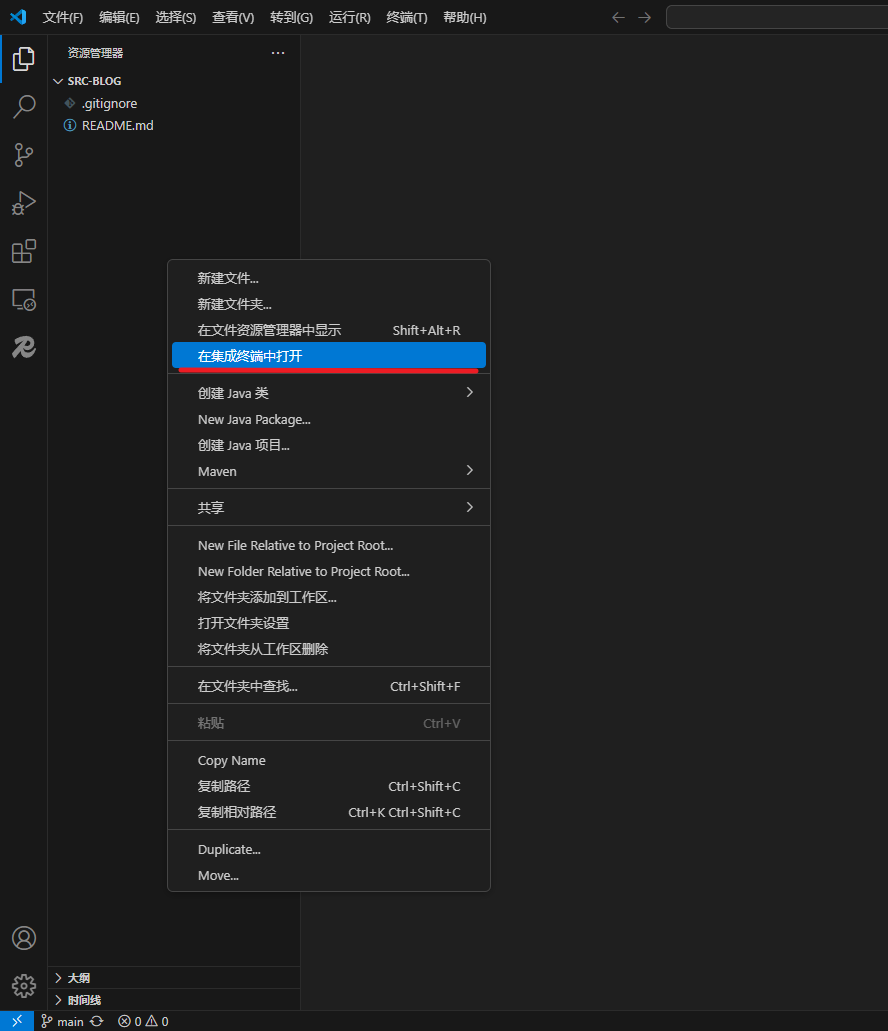 文件(F) 编辑(E) 选择(S) 查看(V) 转到(G) 运行(R) 终端(T) 帮助(H)
资源管理器
SRC-BLOG
.gitignore
README.md
新建文件...
新建文件夹...
在文件资源管理器中显示 Shift+Alt+R
在集成终端中打开
创建 Java 类
New Java Package...
创建 Java 项目...
Maven
共享
New File Relative to Project Root...
New Folder Relative to Project Root...
将文件夹添加到工作区...
打开文件夹设置
将文件夹从工作区删除
在文件夹中查找... Ctrl+Shift+F
粘贴 Ctrl+V
Copy Name
复制路径 Ctrl+Shift+C
复制相对路径 Ctrl+K Ctrl+Shift+C
Duplicate...
Move...
大纲
时间线
main 0 0